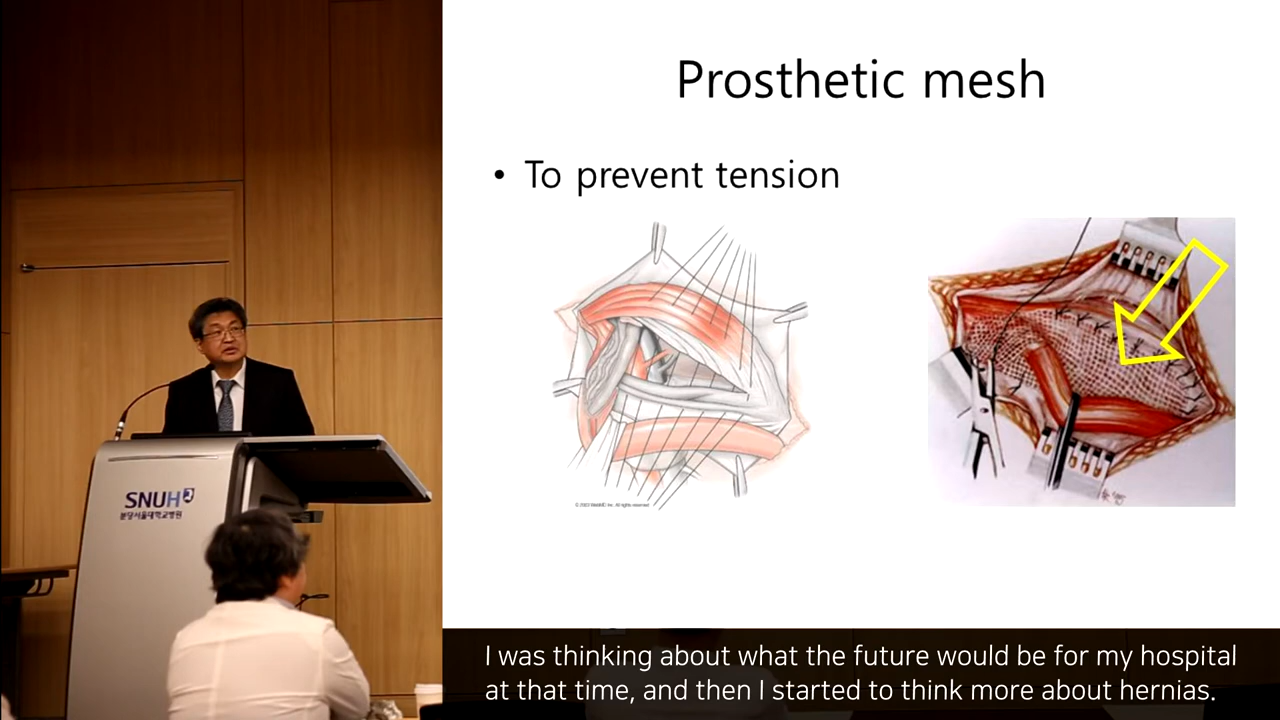 Prosthetic mesh
• To prevent tension
SNUH
분당서울대학교병원
I was thinking about what the future would be for my hospital
at that time, and then I started to think more about hernias.